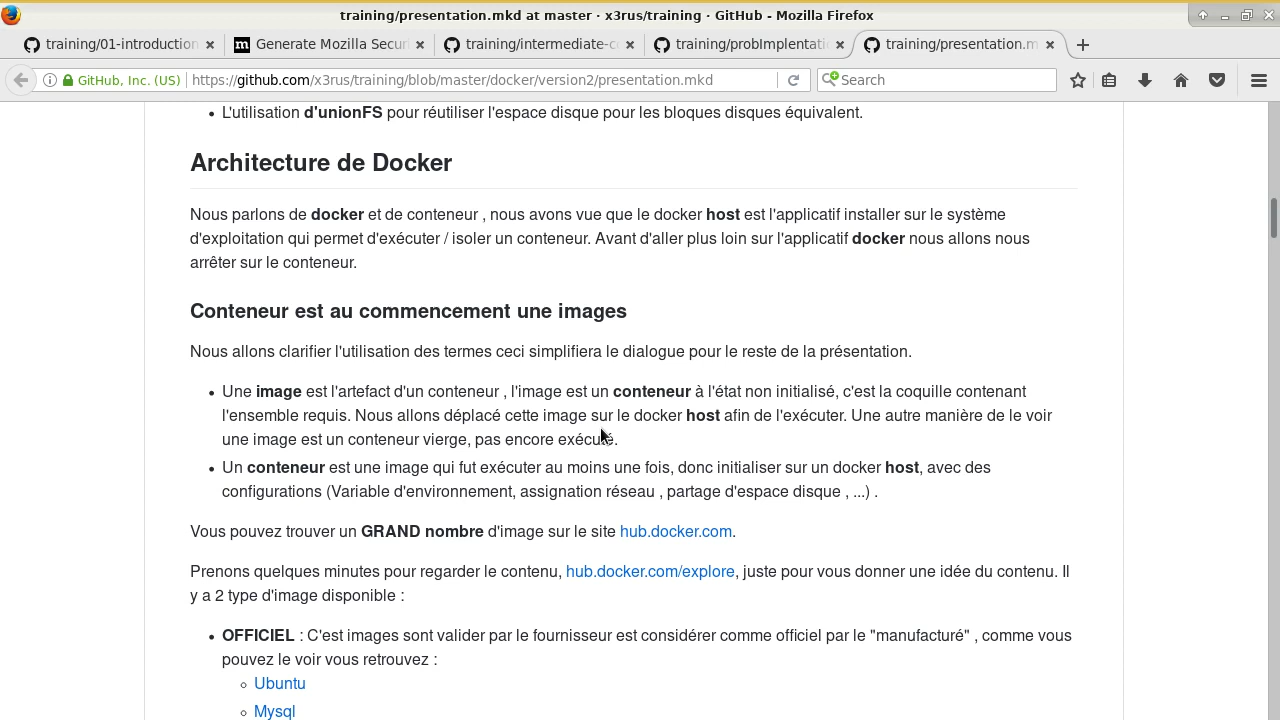 training/presentation.mkd at master · x3rus/training · GitHub - Mozilla Firefox
training/01-introduction
Generate Mozilla Secur
training/intermediate-c
training/probImplentati
training/presentation.m
GitHub, Inc. (US)
https://github.com/x3rus/training/blob/master/docker/version2/presentation.mkd
Search
L'utilisation d'unionFS pour réutiliser l'espace disque pour les bloques disques équivalent.
Architecture de Docker
Nous parlons de docker et de conteneur , nous avons vue que le docker host est l'applicatif installer sur le système
d'exploitation qui permet d'exécuter / isoler un conteneur. Avant d'aller plus loin sur l'applicatif docker nous allons nous
arrêter sur le conteneur.
Conteneur est au commencement une images
Nous allons clarifier l'utilisation des termes ceci simplifiera le dialogue pour le reste de la présentation.
Une image est l'artefact d'un conteneur , l'image est un conteneur à l'état non initialisé, c'est la coquille contenant
l'ensemble requis. Nous allons déplacé cette image sur le docker host afin de l'exécuter. Une autre manière de le voir
une image est un conteneur vierge, pas encore exécuté.
Un conteneur est une image qui fut exécuter au moins une fois, donc initialiser sur un docker host, avec des
configurations (Variable d'environnement, assignation réseau , partage d'espace disque , ...) .
Vous pouvez trouver un GRAND nombre d'image sur le site hub.docker.com.
Prenons quelques minutes pour regarder le contenu, hub.docker.com/explore, juste pour vous donner une idée du contenu. Il
y a 2 type d'image disponible :
OFFICIEL : C'est images sont valider par le fournisseur est considérer comme officiel par le "manufacturé" , comme vous
pouvez le voir vous retrouvez :
Ubuntu
Mysql